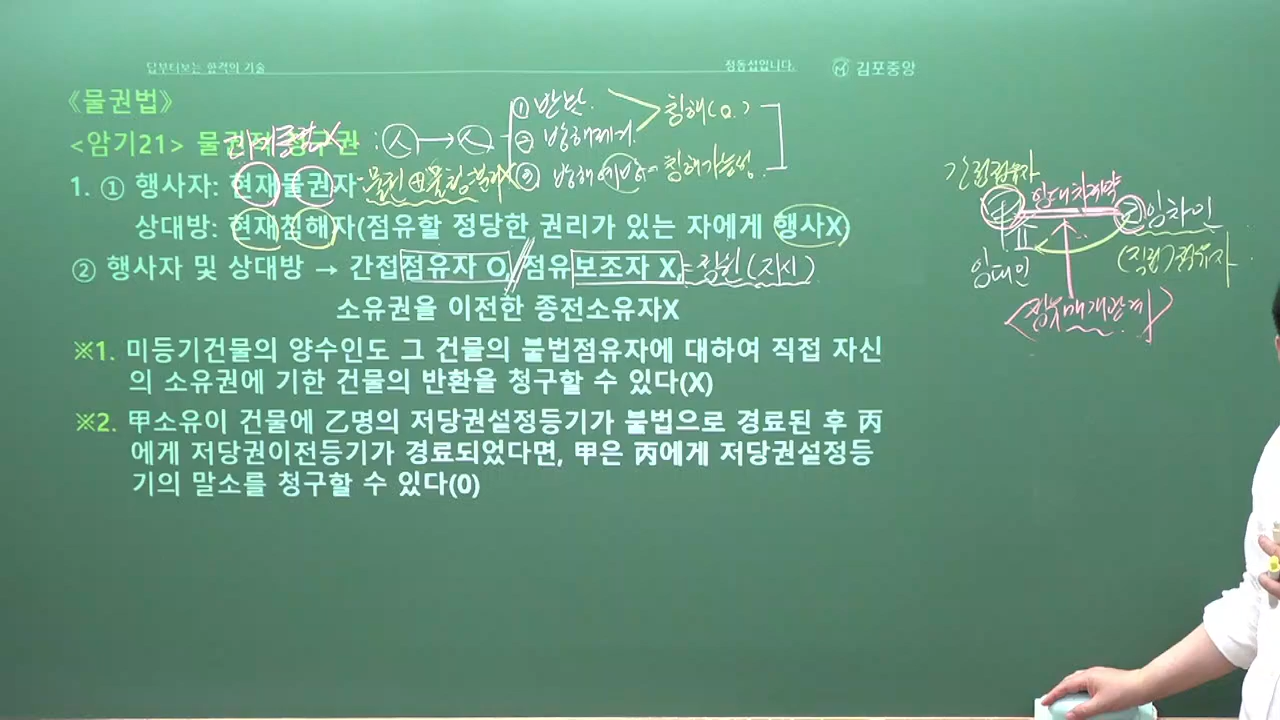 답부터보는 합격의 기술
정동섭입니다.
김포중앙
《물권법》
<암기21> 물권적 청구권
: 人 → 人
① 반환
② 방해제거
③ 방해예방
침해(O)
침해가능성
1. ① 행사자: 현재물권자
물권
상대방: 현재침해자(점유할 정당한 권리가 있는 자에게 행사X)
② 행사자 및 상대방 → 간접점유자 O, 점유보조자 X,
(지시)
소유권을 이전한 종전소유자X
※1. 미등기건물의 양수인도 그 건물의 불법점유자에 대하여 직접 자신
의 소유권에 기한 건물의 반환을 청구할 수 있다(X)
※2. 甲소유이 건물에 乙명의 저당권설정등기가 불법으로 경료된 후 丙
에게 저당권이전등기가 경료되었다면, 甲은 丙에게 저당권설정등
기의 말소를 청구할 수 있다(0)
간접점유자
甲
임대차계약
乙 임차인
(직접점유자)
임대인
<점유매개관계>